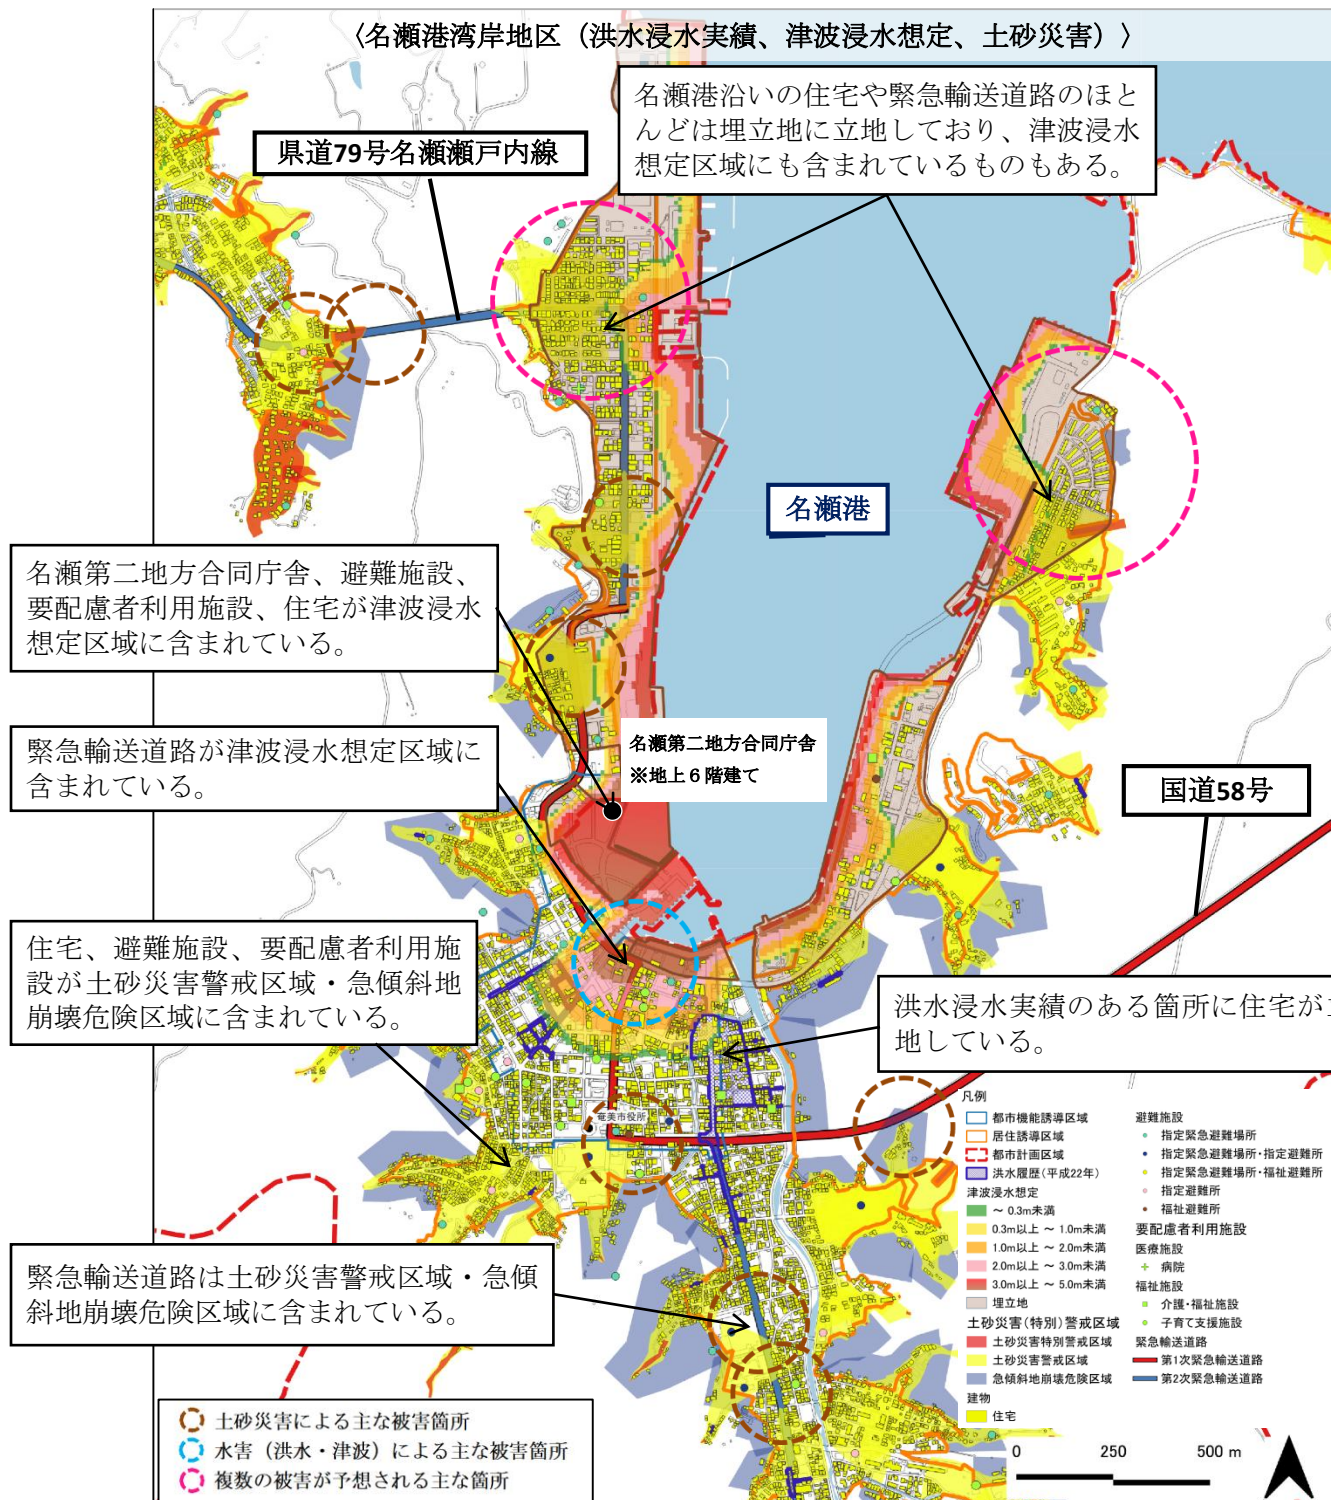 〈名瀬港湾岸地区（洪水浸水実績、津波浸水想定、土砂災害）〉
名瀬港沿いの住宅や緊急輸送道路のほと
んどは埋立地に立地しており、津波浸水
想定区域にも含まれているものもある。
県道79号名瀬瀬戸内線
名瀬港
名瀬第二地方合同庁舎、避難施設、
要配慮者利用施設、住宅が津波浸水
想定区域に含まれている。
緊急輸送道路が津波浸水想定区域に
含まれている。
名瀬第二地方合同庁舎
※地上６階建て
国道58号
住宅、避難施設、要配慮者利用施
設が土砂災害警戒区域・急傾斜地
崩壊危険区域に含まれている。
洪水浸水実績のある箇所に住宅が
地している。
奄美市役所
緊急輸送道路は土砂災害警戒区域・急傾
斜地崩壊危険区域に含まれている。
凡例
都市機能誘導区域
居住誘導区域
都市計画区域
洪水履歴(平成22年)
津波浸水想定
～ 0.3m未満
0.3m以上 ～ 1.0m未満
1.0m以上 ～ 2.0m未満
2.0m以上 ～ 3.0m未満
3.0m以上 ～ 5.0m未満
埋立地
土砂災害(特別)警戒区域
土砂災害特別警戒区域
土砂災害警戒区域
急傾斜地崩壊危険区域
建物
住宅
避難施設
指定緊急避難場所
指定緊急避難場所・指定避難所
指定緊急避難場所・福祉避難所
指定避難所
福祉避難所
要配慮者利用施設
医療施設
病院
福祉施設
介護・福祉施設
子育て支援施設
緊急輸送道路
第1次緊急輸送道路
第2次緊急輸送道路
土砂災害による主な被害箇所
水害（洪水・津波）による主な被害箇所
複数の被害が予想される主な箇所
0 250 500 m